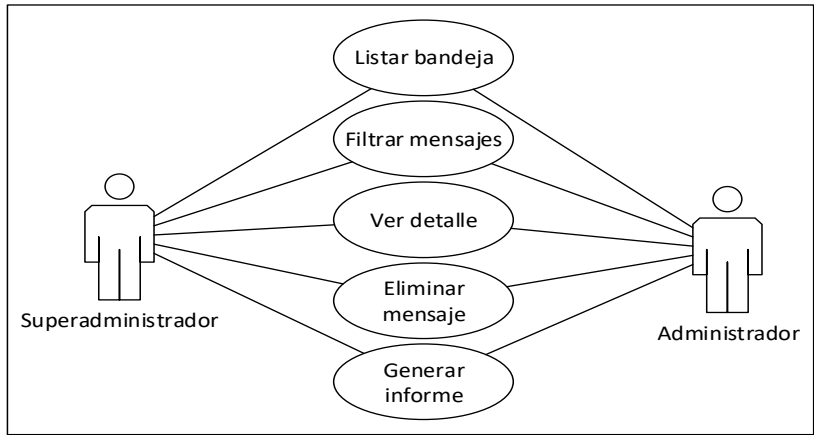 Listar bandeja
Filtrar mensajes
Ver detalle
Eliminar
mensaje
Generar
informe
Superadministrador
Administrador